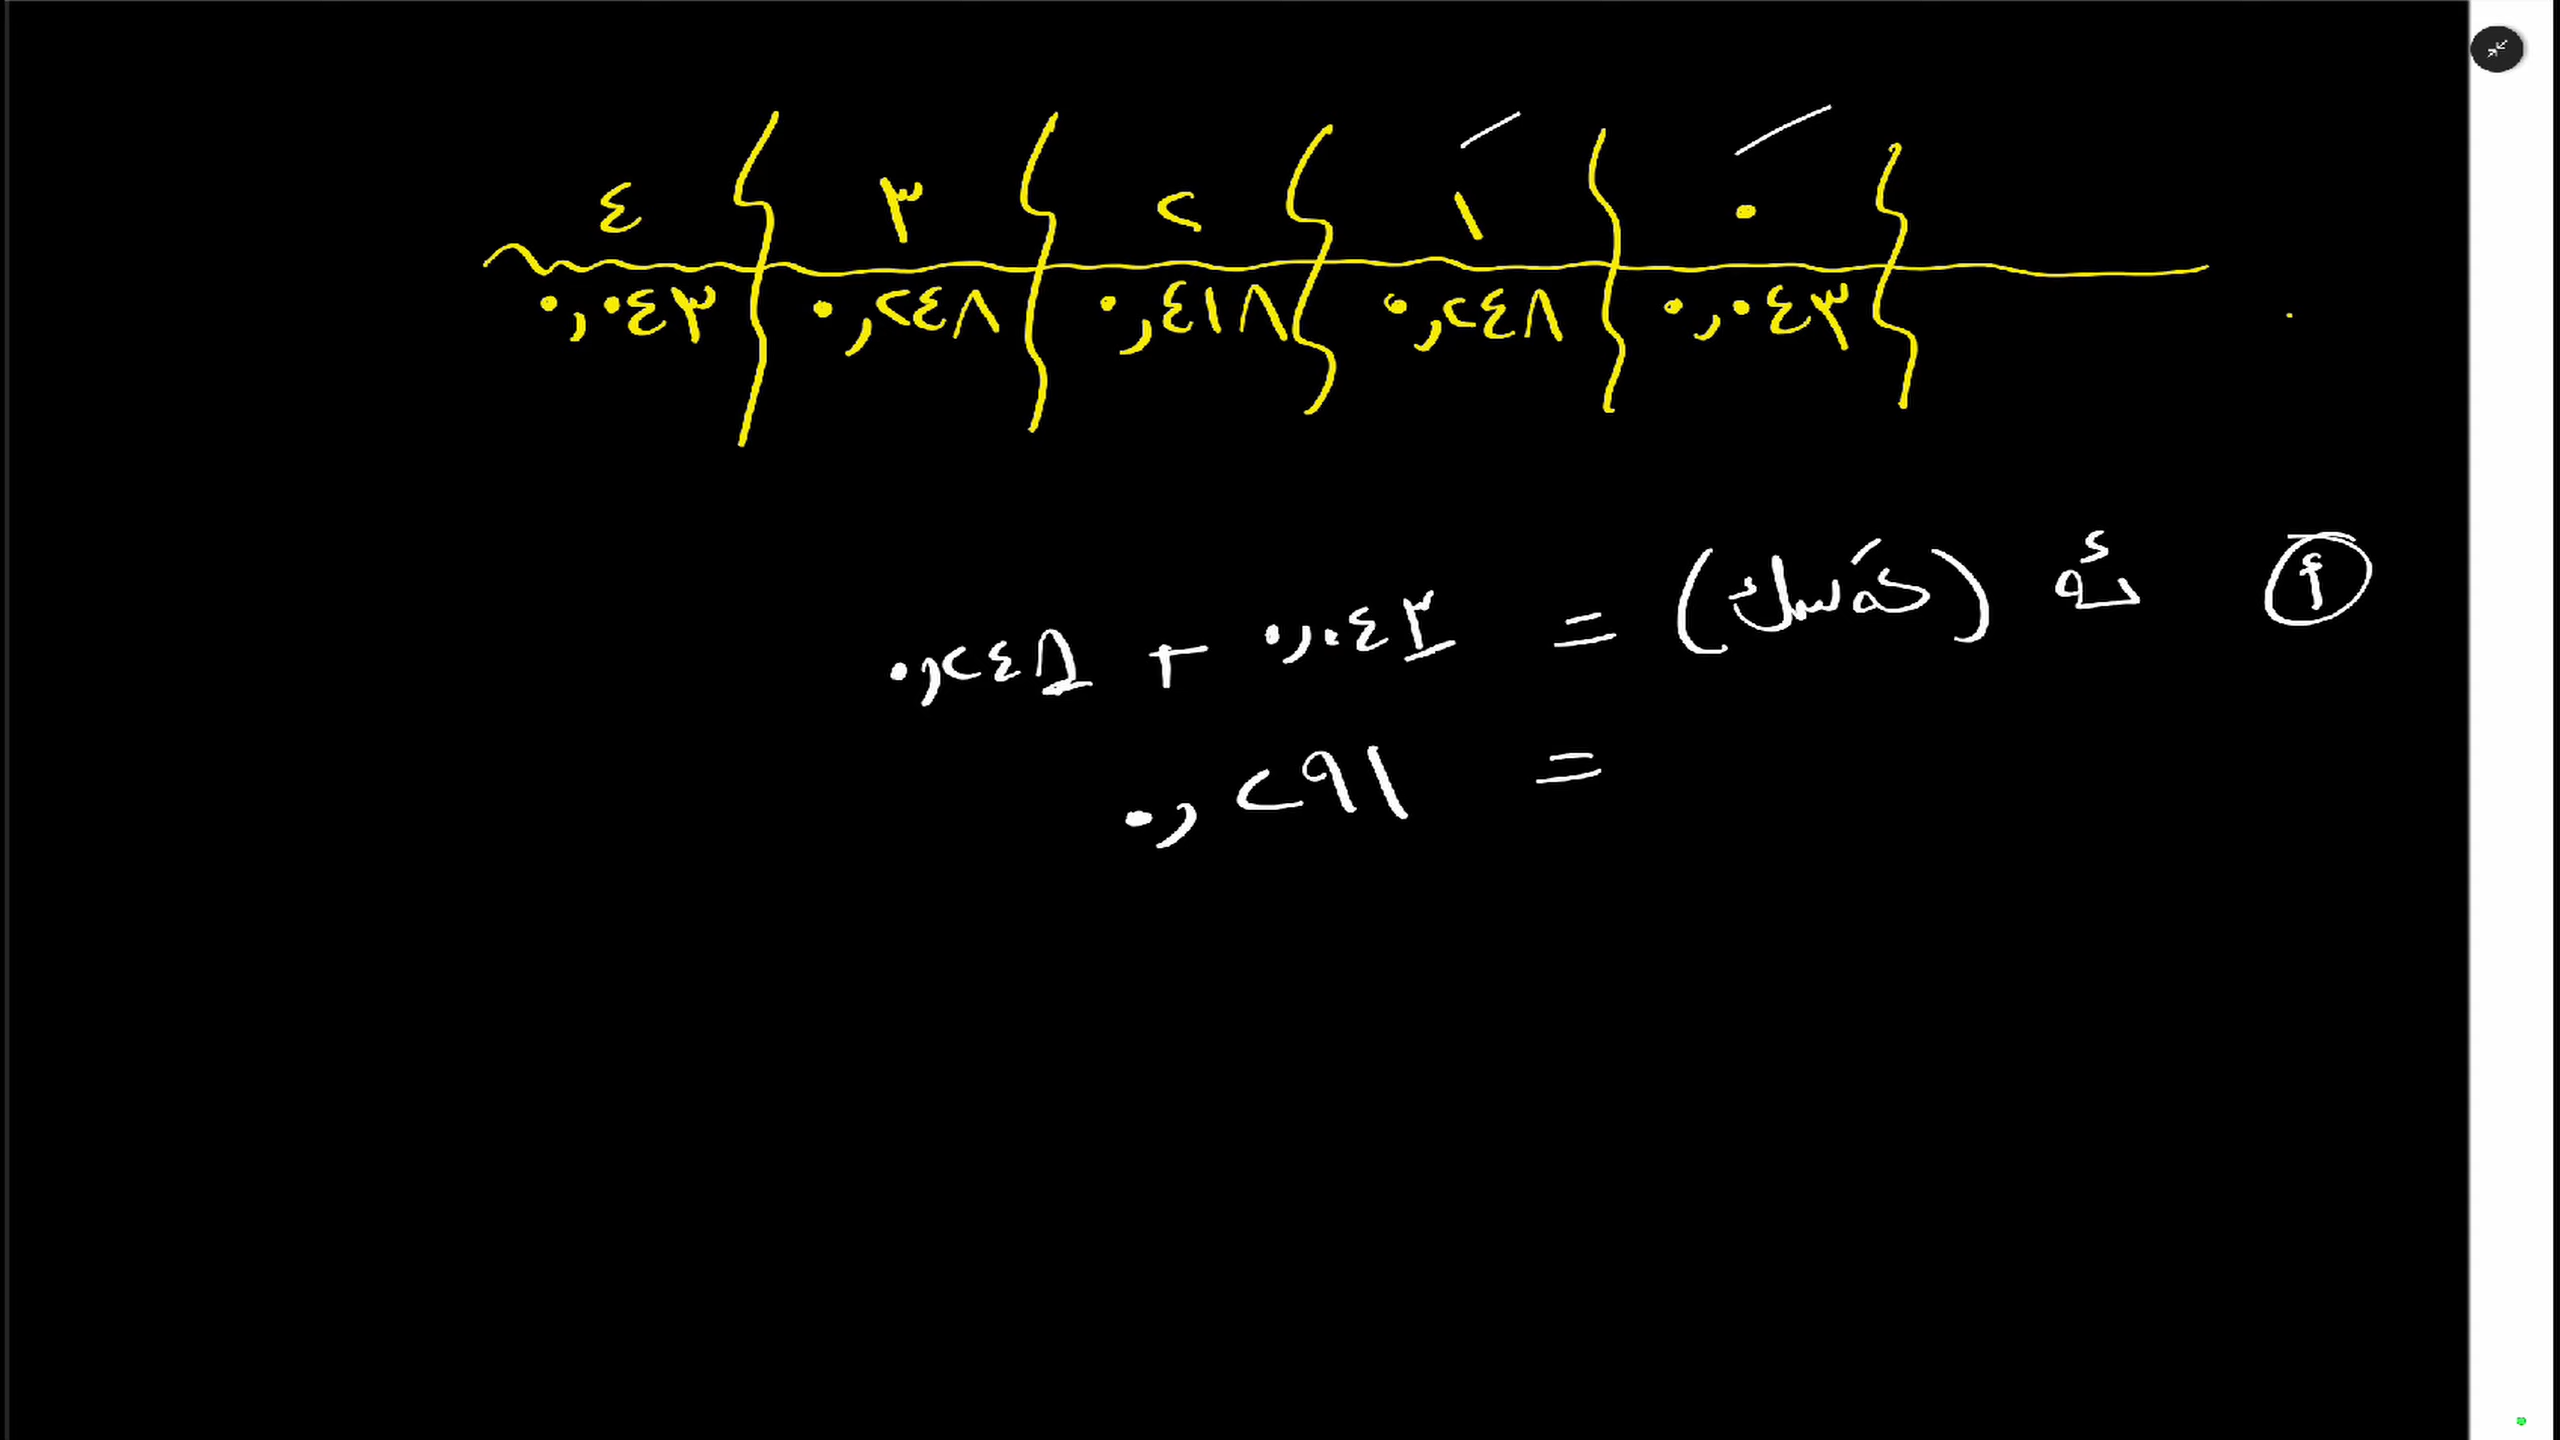 ٠ ١ ٢ ٣ ٤
٠,٠٤٣ ٠,٢٤٨ ٠,٤١٨ ٠,٢٤٨ ٠,٠٤٣
أ = ٠,٠٤٣ + ٠,٢٤٨
= ٠,٢٩١